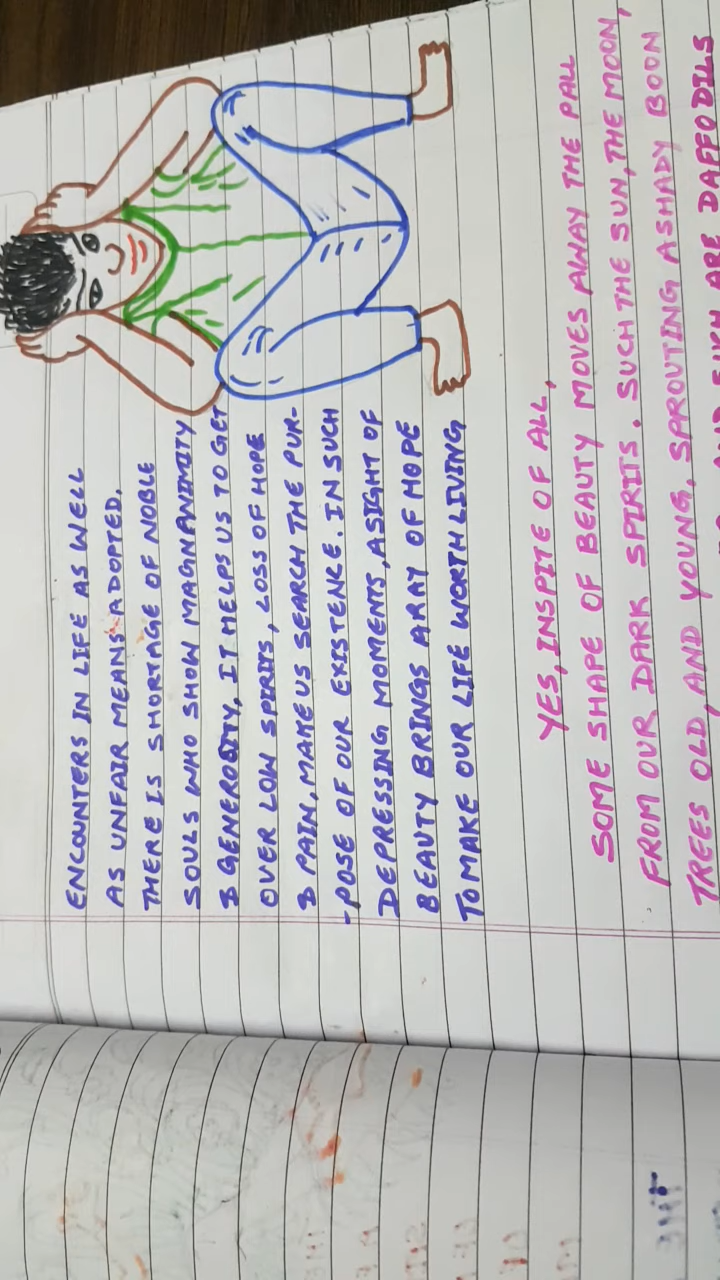 ENCOUNTERS IN LIFE AS WELL
AS UNFAIR MEANS ADOPTED.
THERE IS SHORTAGE OF NOBLE
SOULS WHO SHOW MAGNANIMITY
& GENEROSITY, IT HELPS US TO GET
OVER LOW SPIRITS, LOSS OF HOPE
& PAIN, MAKE US SEARCH THE PUR-
-POSE OF OUR EXISTENCE. IN SUCH
DEPRESSING MOMENTS, A SIGHT OF
BEAUTY BRINGS A RAY OF HOPE
TO MAKE OUR LIFE WORTH LIVING
YES, INSPITE OF ALL,
SOME SHAPE OF BEAUTY MOVES AWAY THE PALL
FROM OUR DARK SPIRITS. SUCH THE SUN, THE MOON,
TREES OLD, AND YOUNG, SPROUTING A SHADY BOON
AND SUCH ARE DAFFODILS